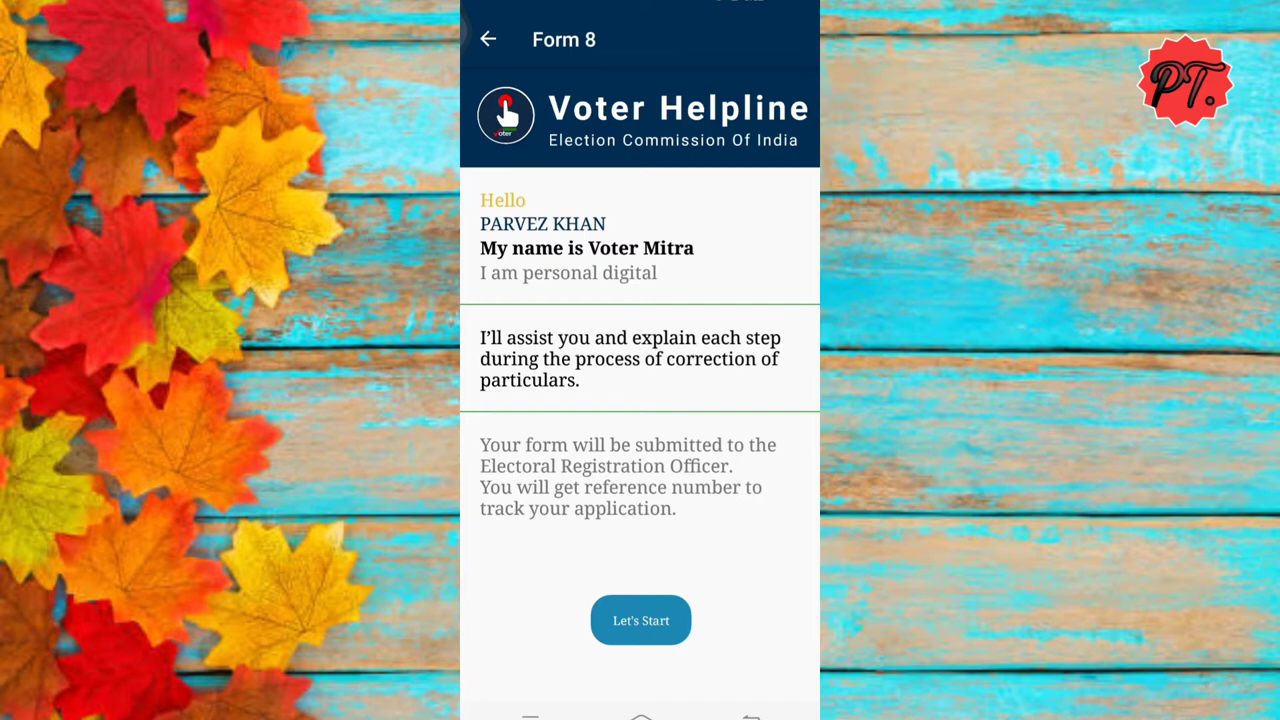 Form 8
PT.
Voter Helpline
voter
Election Commission Of India
Hello
PARVEZ KHAN
My name is Voter Mitra
I am personal digital
I’ll assist you and explain each step
during the process of correction of
particulars.
Your form will be submitted to the
Electoral Registration Officer.
You will get reference number to
track your application.
Let's Start